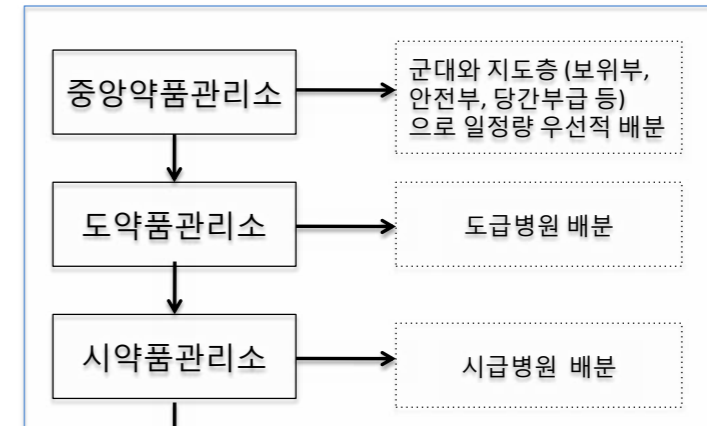 중앙약품관리소
군대와 지도층 (보위부,
안전부, 당간부급 등)
으로 일정량 우선적 배분
도약품관리소
도급병원 배분
시약품관리소
시급병원 배분